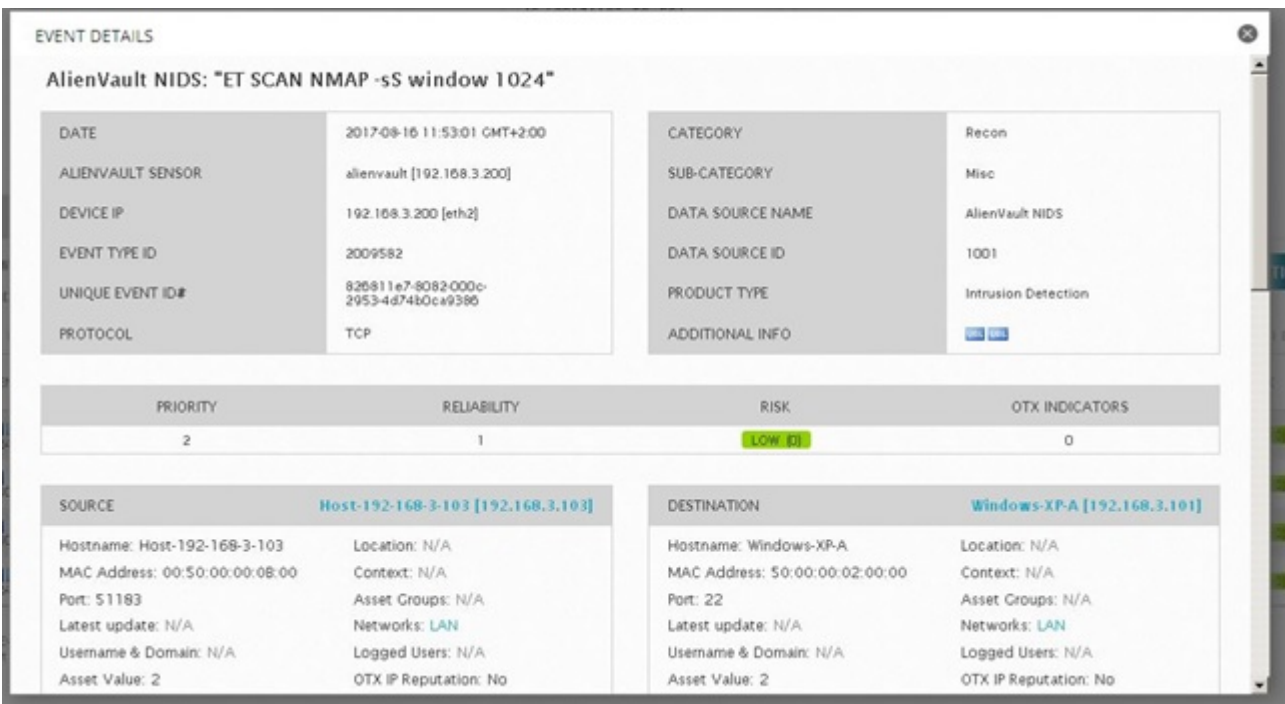 EVENT DETAILS
AlienVault NIDS: "ET SCAN NMAP -sS window 1024"
DATE 2017-08-16 11:53:01 GMT+2:00
ALIENVAULT SENSOR alienvault [192.168.3.200]
DEVICE IP 192.168.3.200 [eth2]
EVENT TYPE ID 2009582
UNIQUE EVENT ID# 826811e7-8082-000c-
2953-4d74b0ca9386
PROTOCOL TCP
CATEGORY Recon
SUB-CATEGORY Misc
DATA SOURCE NAME AlienVault NIDS
DATA SOURCE ID 1001
PRODUCT TYPE Intrusion Detection
ADDITIONAL INFO
PRIORITY RELIABILITY RISK OTX INDICATORS
2 1 LOW (0) 0
SOURCE Host-192-168-3-103 [192.168.3.103]
Hostname: Host-192-168-3-103 Location: N/A
MAC Address: 00:50:00:00:0B:00 Context: N/A
Port: 51183 Asset Groups: N/A
Latest update: N/A Networks: LAN
Username & Domain: N/A Logged Users: N/A
Asset Value: 2 OTX IP Reputation: No
DESTINATION Windows-XP-A [192.168.3.101]
Hostname: Windows-XP-A Location: N/A
MAC Address: 50:00:00:02:00:00 Context: N/A
Port: 22 Asset Groups: N/A
Latest update: N/A Networks: LAN
Username & Domain: N/A Logged Users: N/A
Asset Value: 2 OTX IP Reputation: No